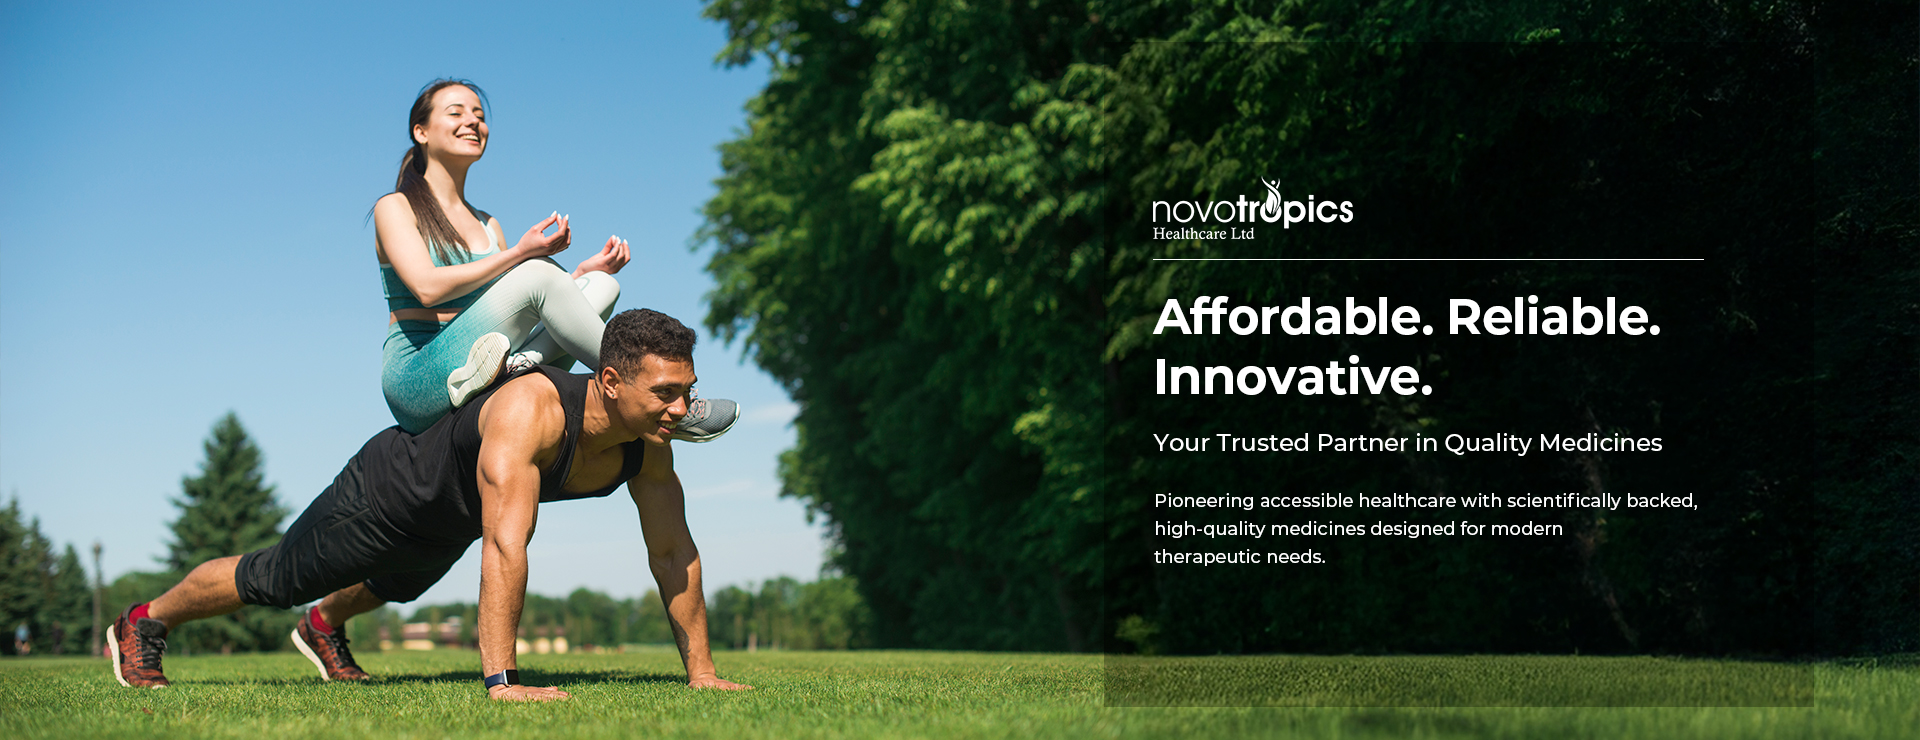 novotropics
Healthcare Ltd
Affordable. Reliable.
Innovative.
Your Trusted Partner in Quality Medicines
Pioneering accessible healthcare with scientifically backed,
high-quality medicines designed for modern
therapeutic needs.